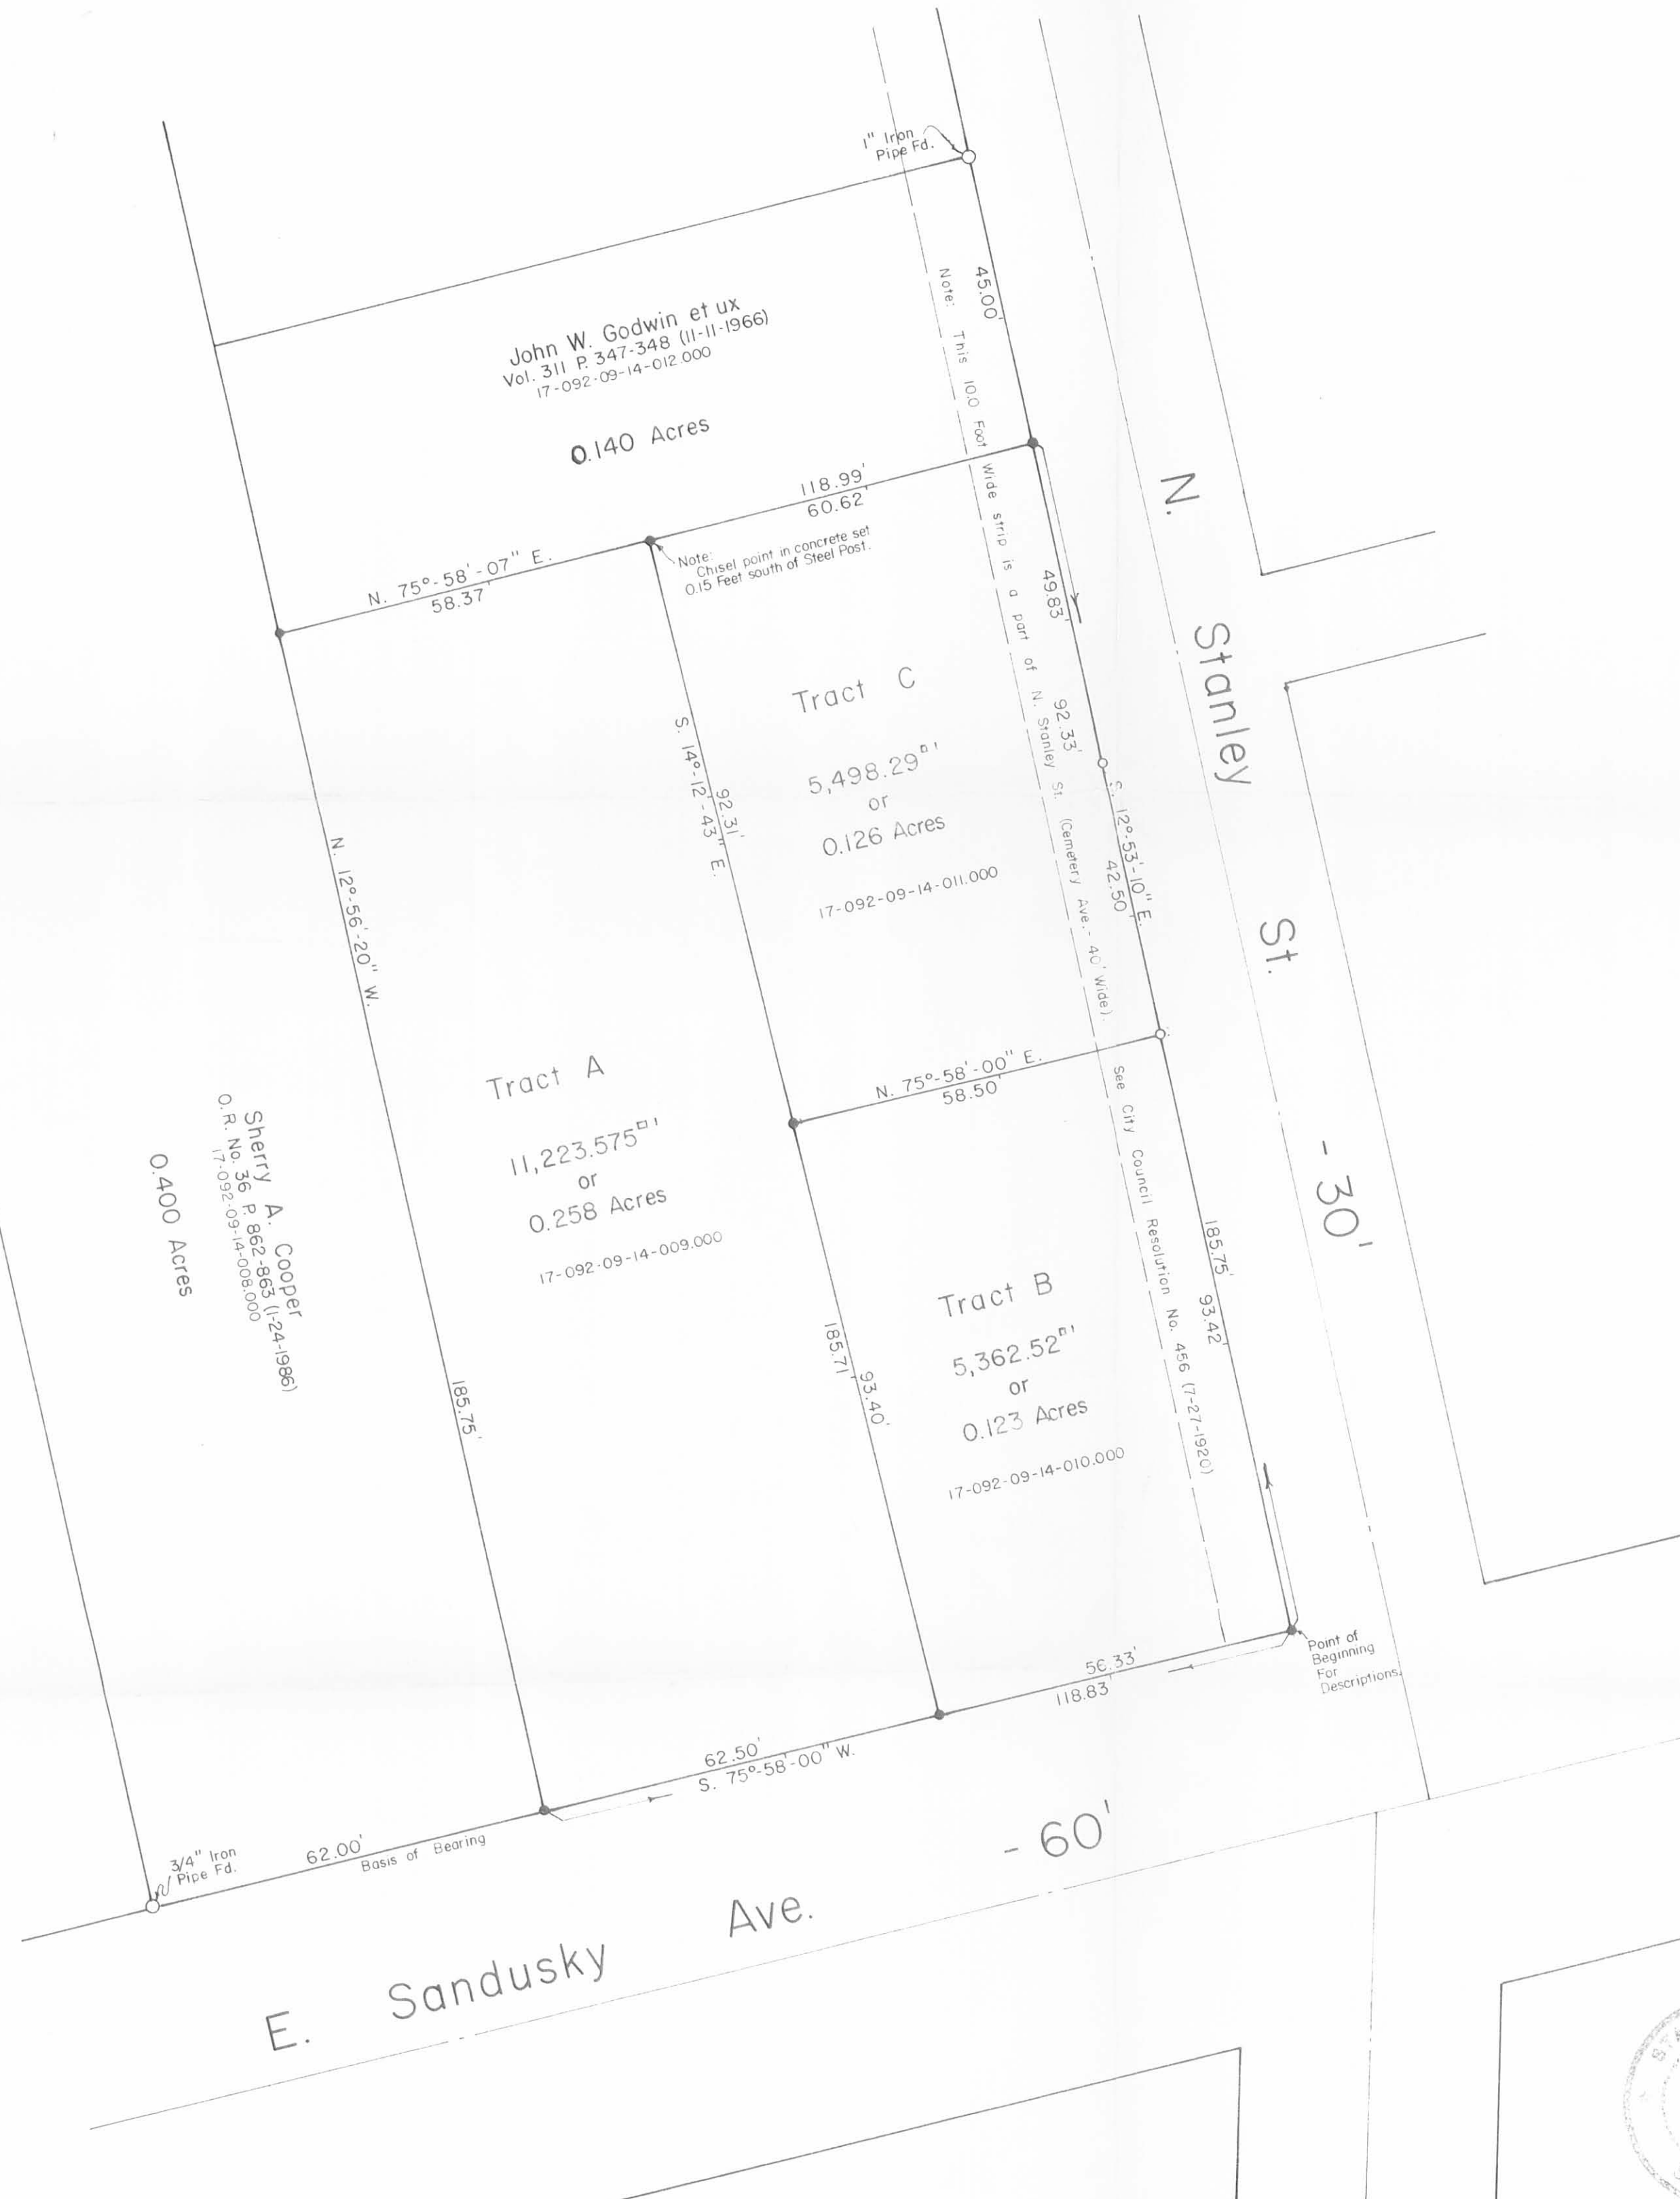 1" Iron
Pipe Fd.
45.00'
John W. Godwin et ux
Vol. 311 P. 347-348 (11-11-1966)
17-092-09-14-012.000
0.140 Acres
118.99'
60.62'
N. 75°-58'-07" E.
58.37'
Note:
Chisel point in concrete set
0.15 Feet south of Steel Post.
Note: This 10.0 Foot Wide strip is a part of N. Stanley St. (Cemetery Ave. - 40' Wide). See City Council Resolution No. 456 (7-27-1920)
49.83'
92.33'
S. 12°-53'-10" E.
42.50'
N. Stanley St. - 30'
Tract C
5,498.29□'
or
0.126 Acres
17-092-09-14-011.000
S. 14°-12'-43" E.
92.31'
N. 12°-56'-20" W.
185.75'
Tract A
11,223.575□'
or
0.258 Acres
17-092-09-14-009.000
N. 75°-58'-00" E.
58.50'
Sherry A. Cooper
O.R. No. 36 P. 862-863 (1-24-1986)
17-092-09-14-008.000
0.400 Acres
185.75'
93.42'
Tract B
5,362.52□'
or
0.123 Acres
17-092-09-14-010.000
185.71'
93.40'
Point of
Beginning
For
Descriptions.
56.33'
118.83'
62.50'
S. 75°-58'-00" W.
62.00'
Basis of Bearing
3/4" Iron
Pipe Fd.
E. Sandusky Ave. - 60'